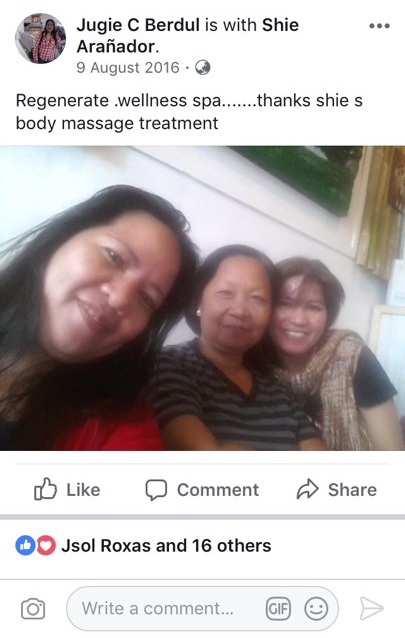 Jugie C Berdul is with Shie
Arañador.
9 August 2016 ·
Regenerate .wellness spa.......thanks shie s
body massage treatment
Like
Comment
Share
Jsol Roxas and 16 others
Write a comment...
GIF